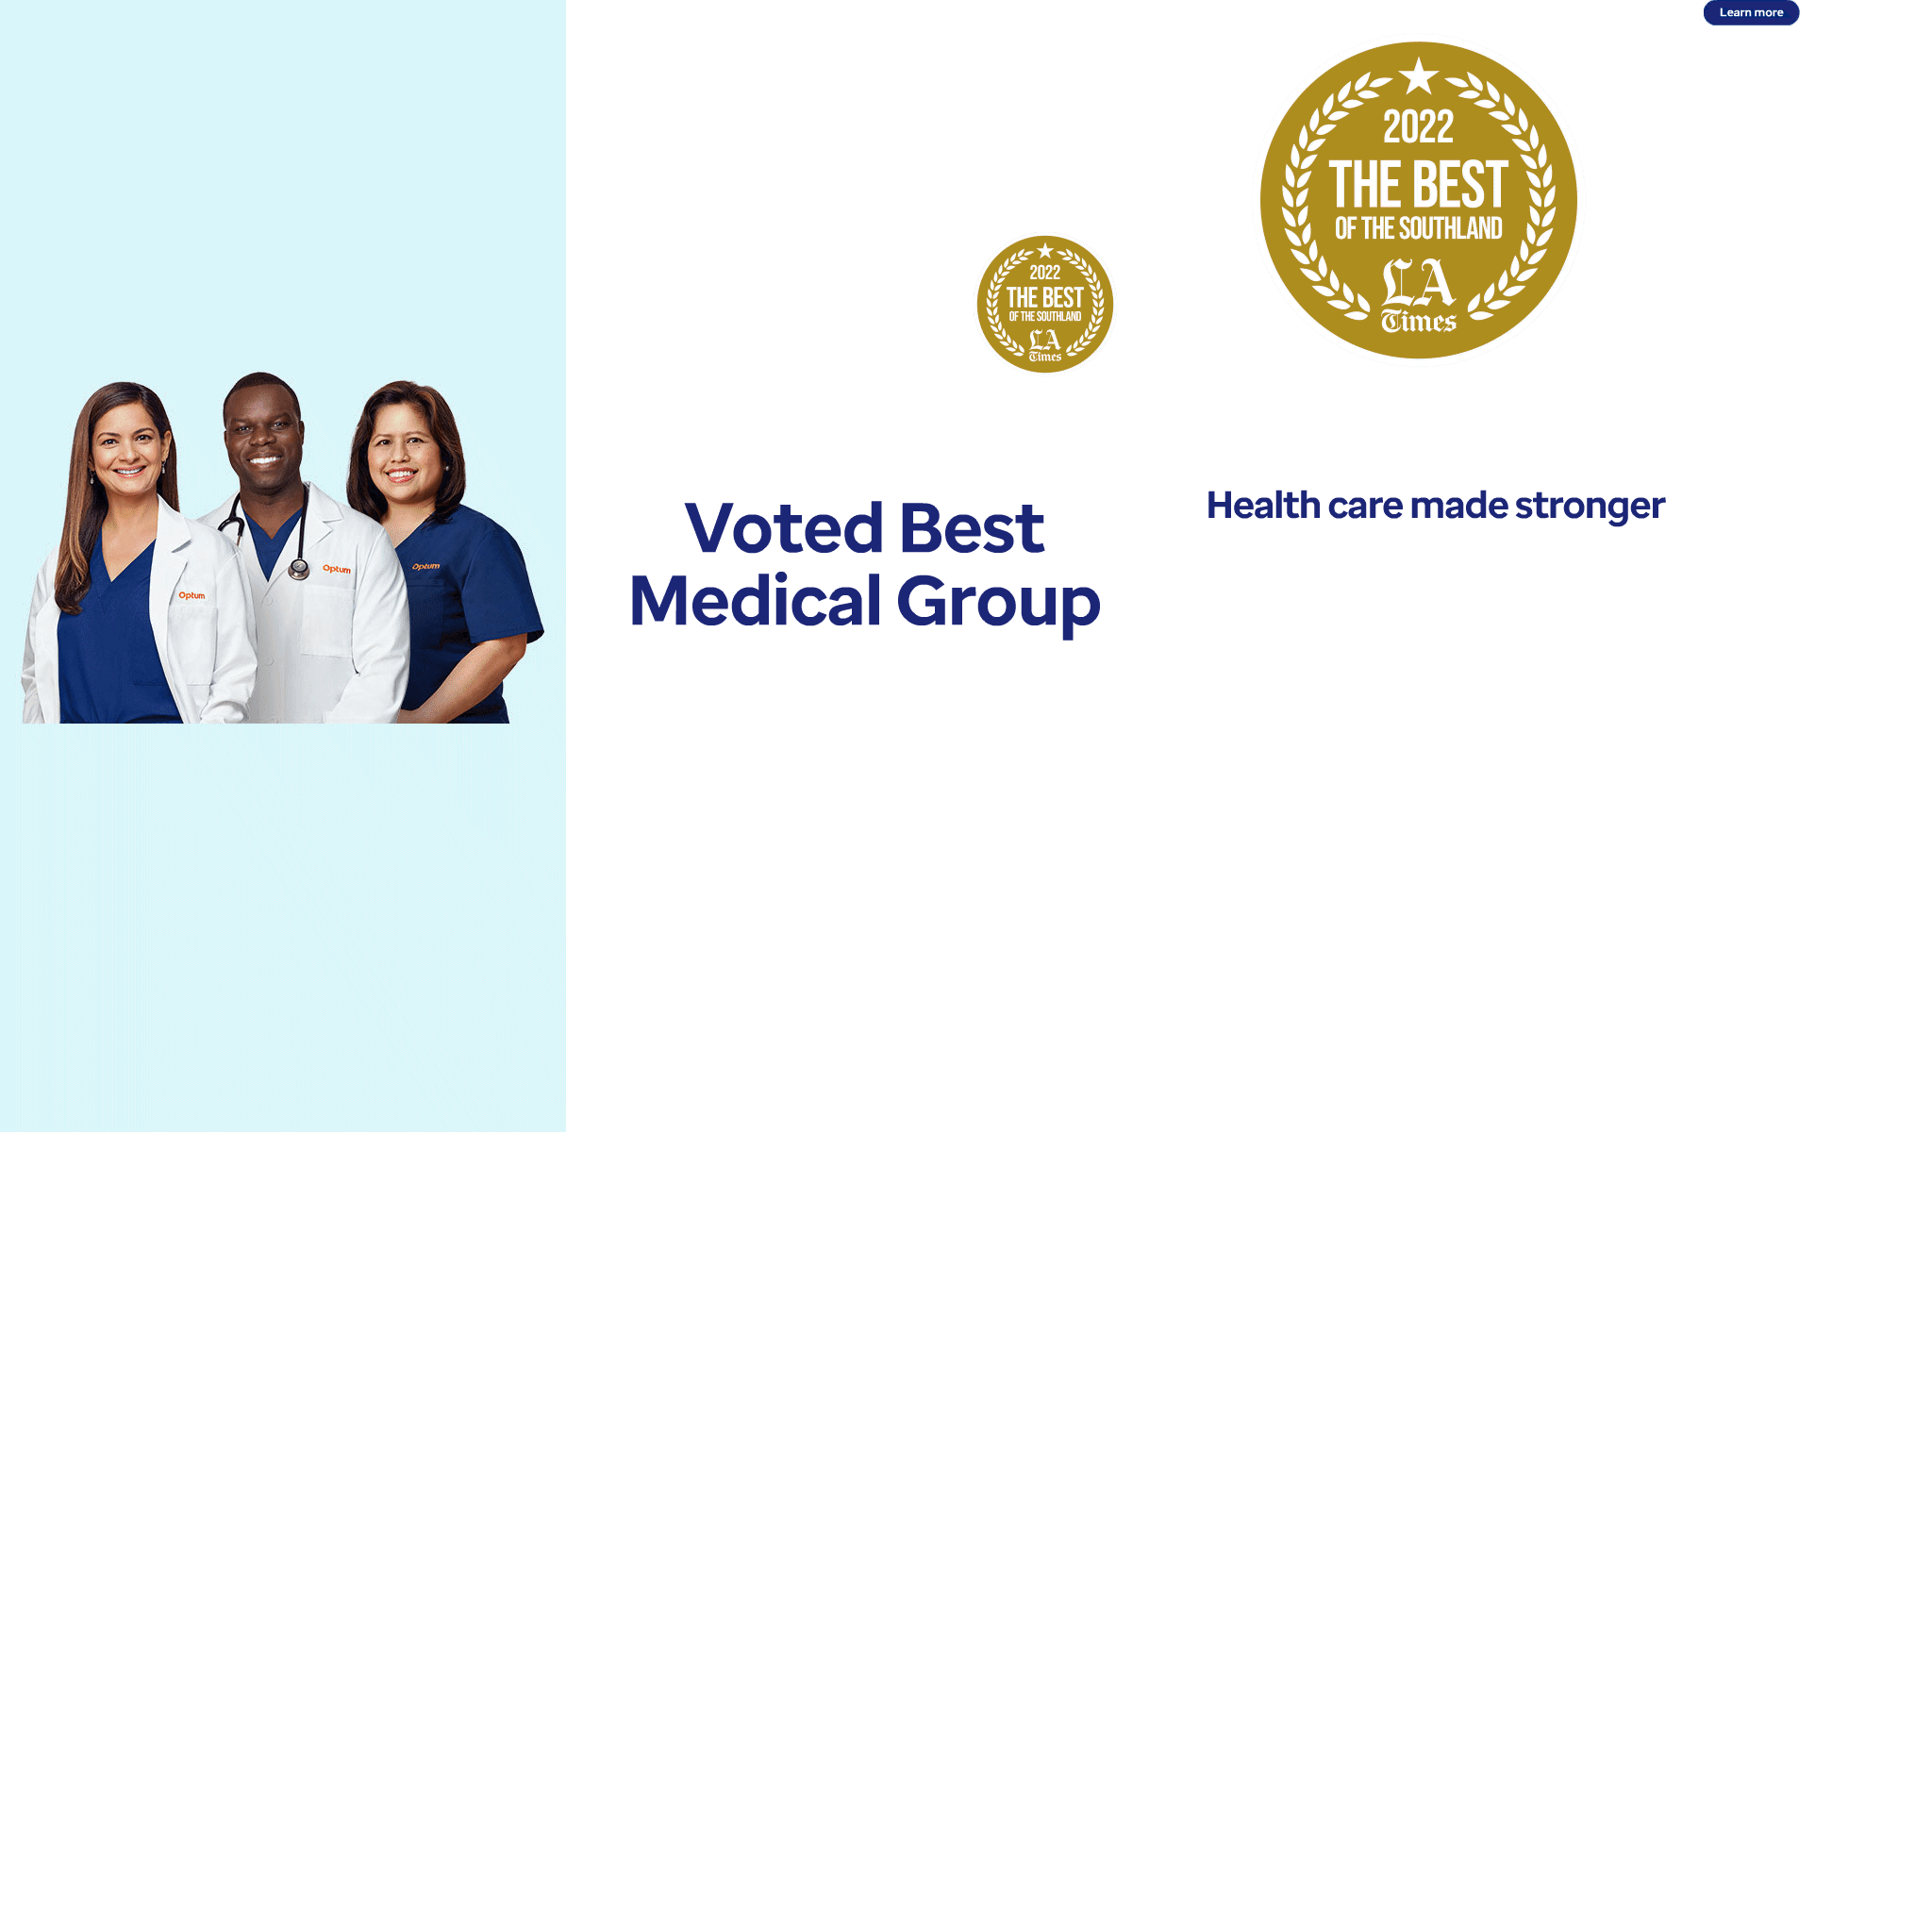 Optum
Optum
Optum
2022
THE BEST
OF THE SOUTHLAND
LA
Times
Voted Best
Medical Group
2022
THE BEST
OF THE SOUTHLAND
LA
Times
Health care made stronger
Learn more